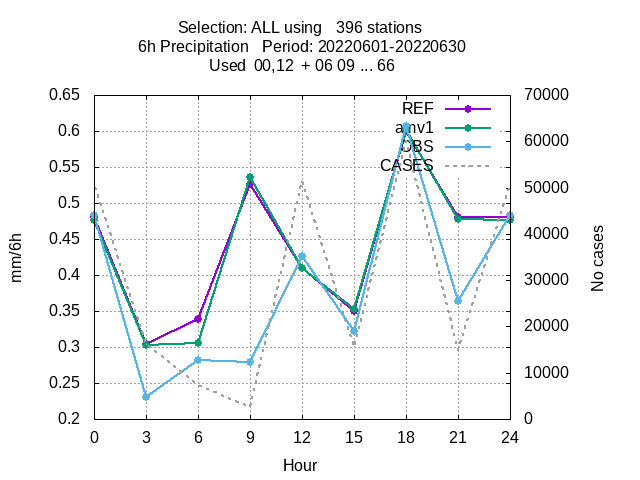 Selection: ALL using   396 stations
6h Precipitation   Period: 20220601-20220630
Used  00,12  + 06 09 ... 66
0.65
0.6
0.55
0.5
0.45
0.4
0.35
0.3
0.25
0.2
70000
60000
50000
40000
30000
20000
10000
0
REF
amv1
OBS
CASES
mm/6h
No cases
0 3 6 9 12 15 18 21 24
Hour